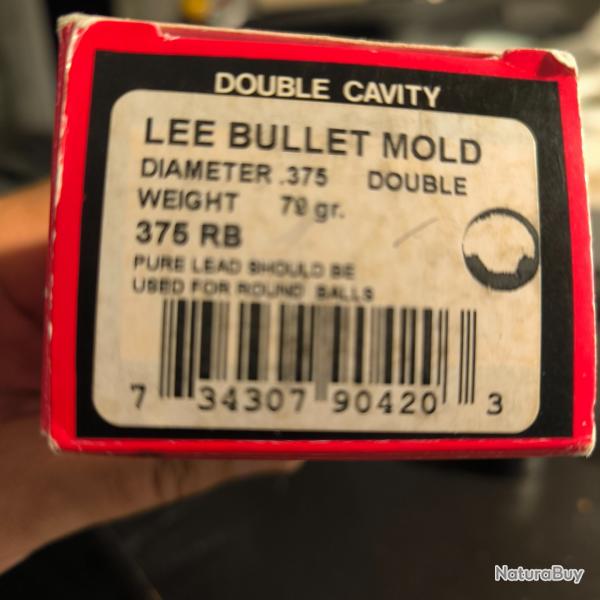 DOUBLE CAVITY
LEE BULLET MOLD
DIAMETER .375 DOUBLE
WEIGHT 79 gr.
375 RB
PURE LEAD SHOULD BE
USED FOR ROUND BALLS
7 34307 90420 3
NaturaBuy